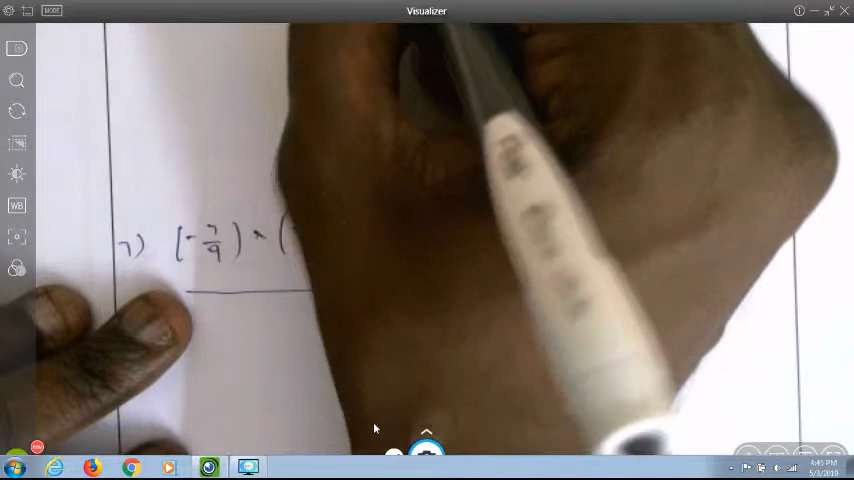 MODE
Visualizer
WB
7) (-7/9) × (
4:45 PM
5/3/2019